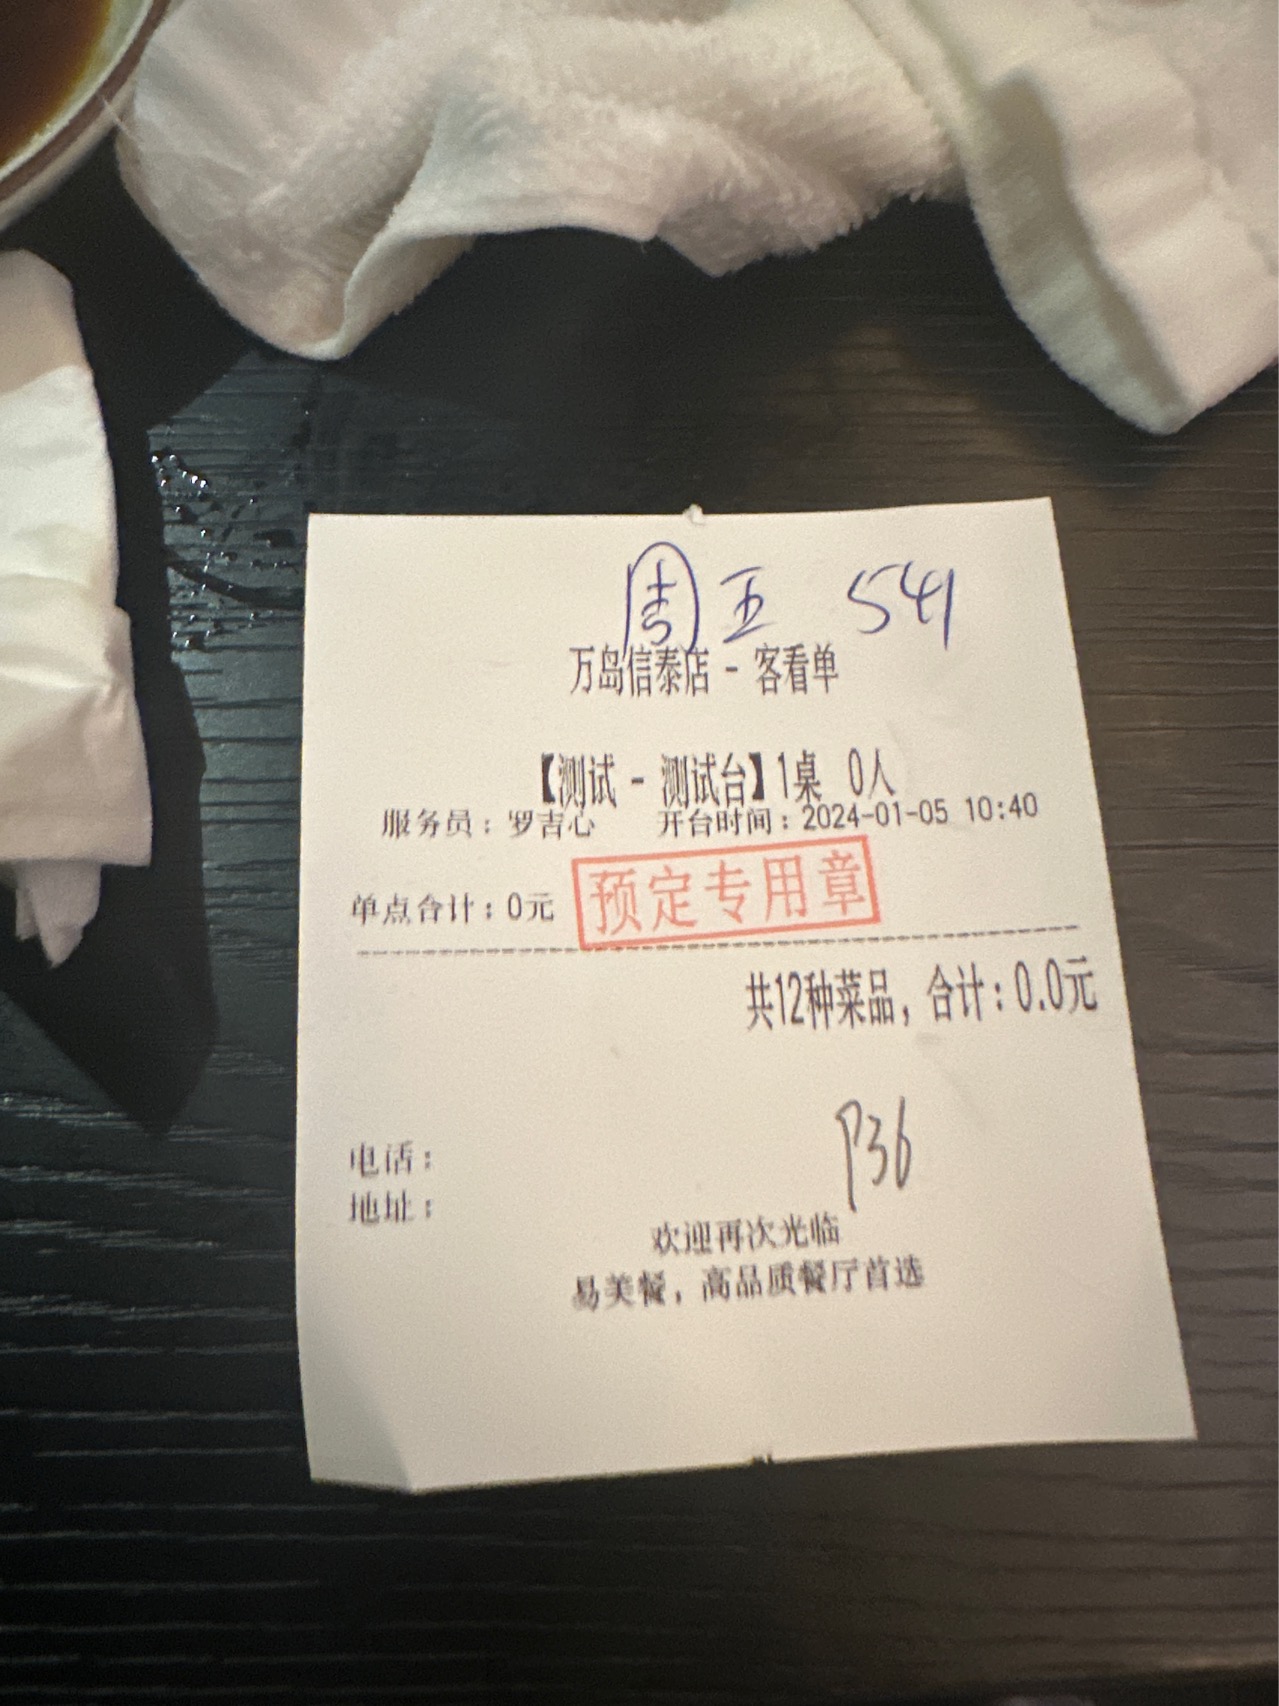 周五 541
万岛信泰店 - 客看单
【测试 - 测试台】1桌 0人
服务员：罗吉心 开台时间：2024-01-05 10:40
单点合计：0元 预定专用章
共12种菜品，合计：0.0元
P36
电话：
地址：
欢迎再次光临
易美餐，高品质餐厅首选